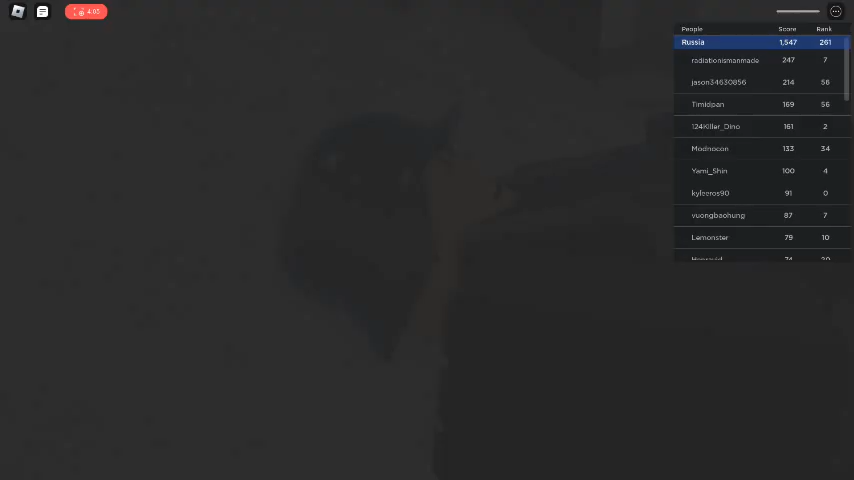 4:05
People Score Rank
Russia 1,547 261
radiationismanmade 247 7
jason34630856 214 56
Timidpan 169 56
124Killer_Dino 161 2
Modnocon 133 34
Yami_Shin 100 4
kyleeros90 91 0
vuongbaohung 87 7
Lemonster 79 10